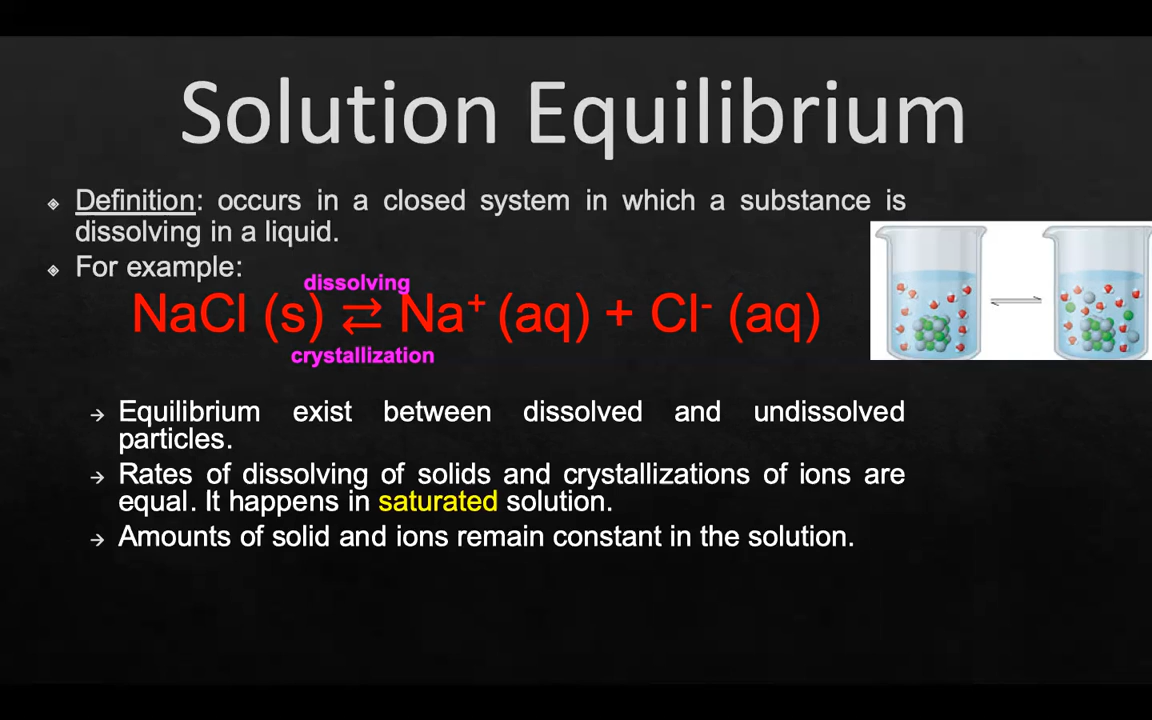 Solution Equilibrium
Definition: occurs in a closed system in which a substance is
dissolving in a liquid.
For example:
dissolving
NaCl (s) ⇄ Na⁺ (aq) + Cl⁻ (aq)
crystallization
→ Equilibrium exist between dissolved and undissolved
particles.
→ Rates of dissolving of solids and crystallizations of ions are
equal. It happens in saturated solution.
→ Amounts of solid and ions remain constant in the solution.